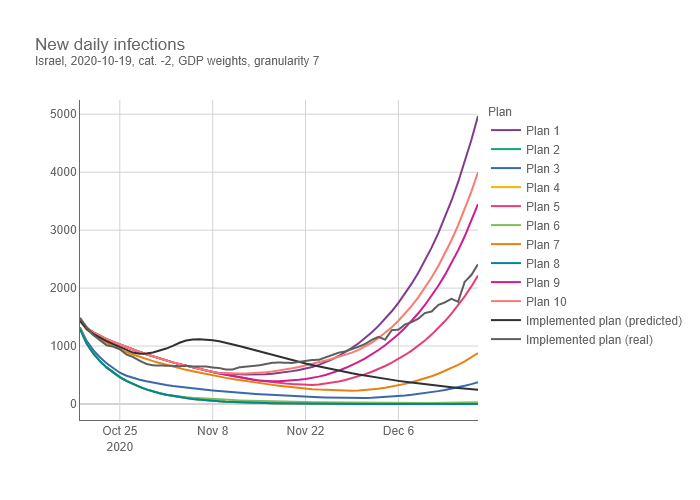 New daily infections
Israel, 2020-10-19, cat. -2, GDP weights, granularity 7
Plan
5000
4000
3000
2000
1000
0
Oct 25
2020
Nov 8
Nov 22
Dec 6
Plan 1
Plan 2
Plan 3
Plan 4
Plan 5
Plan 6
Plan 7
Plan 8
Plan 9
Plan 10
Implemented plan (predicted)
Implemented plan (real)